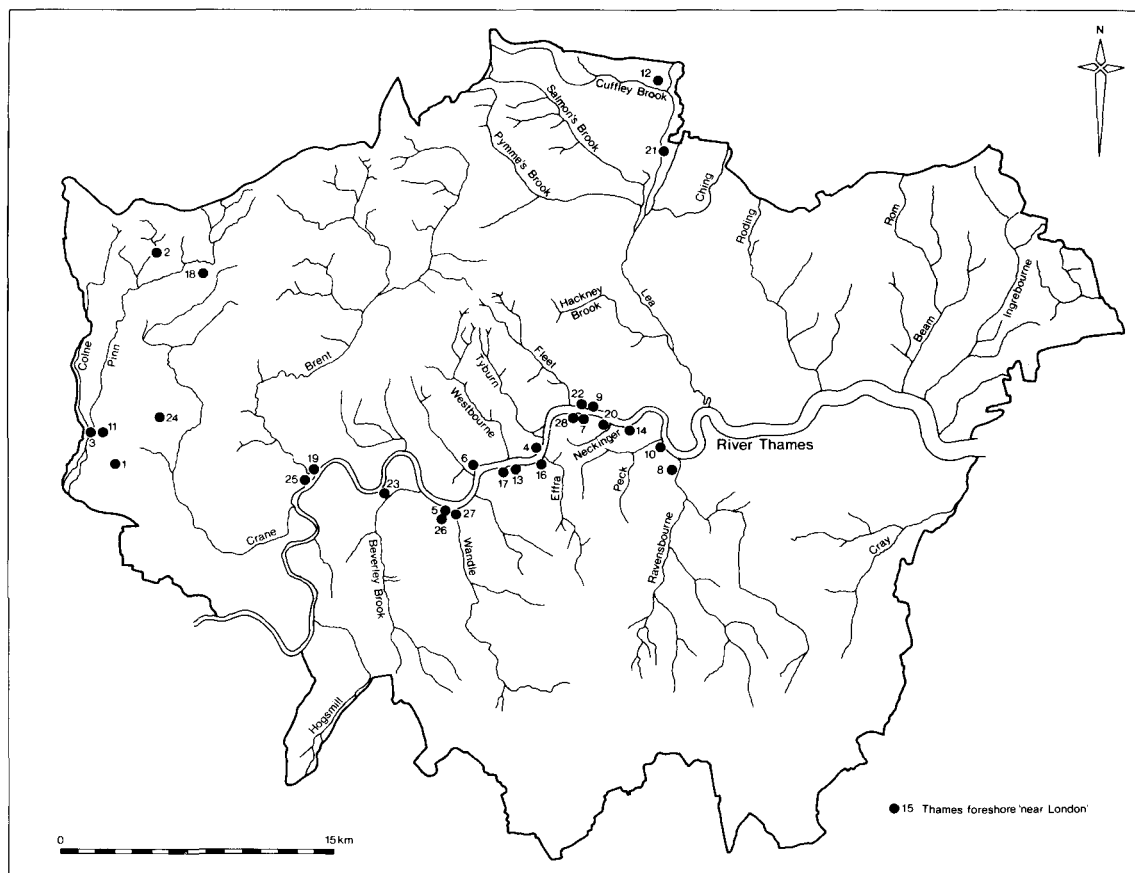 N
12
Cuffley Brook
Salmon's Brook
Pymme's Brook
21
Ching
Roding
Rom
Beam
Ingrebourne
2
18
Colne
Pinn
Hackney
Brook
Lea
Brent
Fleet
Tyburn
Westbourne
24
3
11
1
22
9
28
7
20
14
Neckinger
River Thames
4
10
6
19
25
17
13
16
8
Effra
Peck
23
5
26
27
Crane
Beverley Brook
Wandle
Ravensbourne
Cray
Hogsmill
15 Thames foreshore 'near London'
0
15km